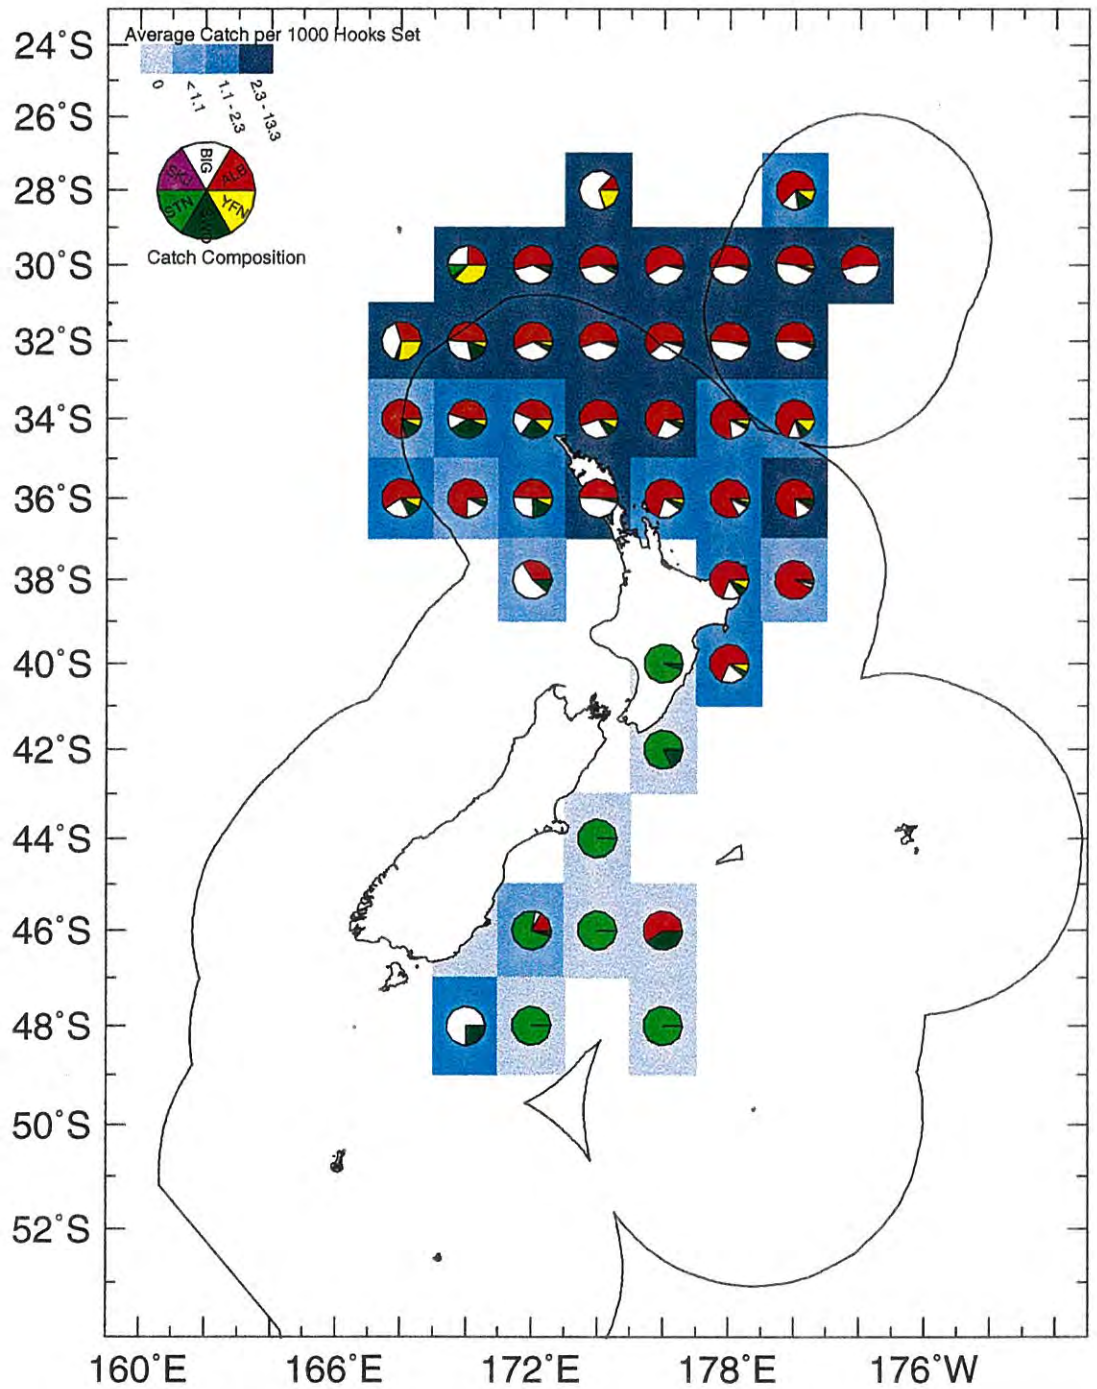 Average Catch per 1000 Hooks Set
0
<1.1
1.1 - 2.3
2.3 - 13.3
BIG
ALB
YFN
STN
SKJ
Catch Composition
24°S
26°S
28°S
30°S
32°S
34°S
36°S
38°S
40°S
42°S
44°S
46°S
48°S
50°S
52°S
160°E
166°E
172°E
178°E
176°W